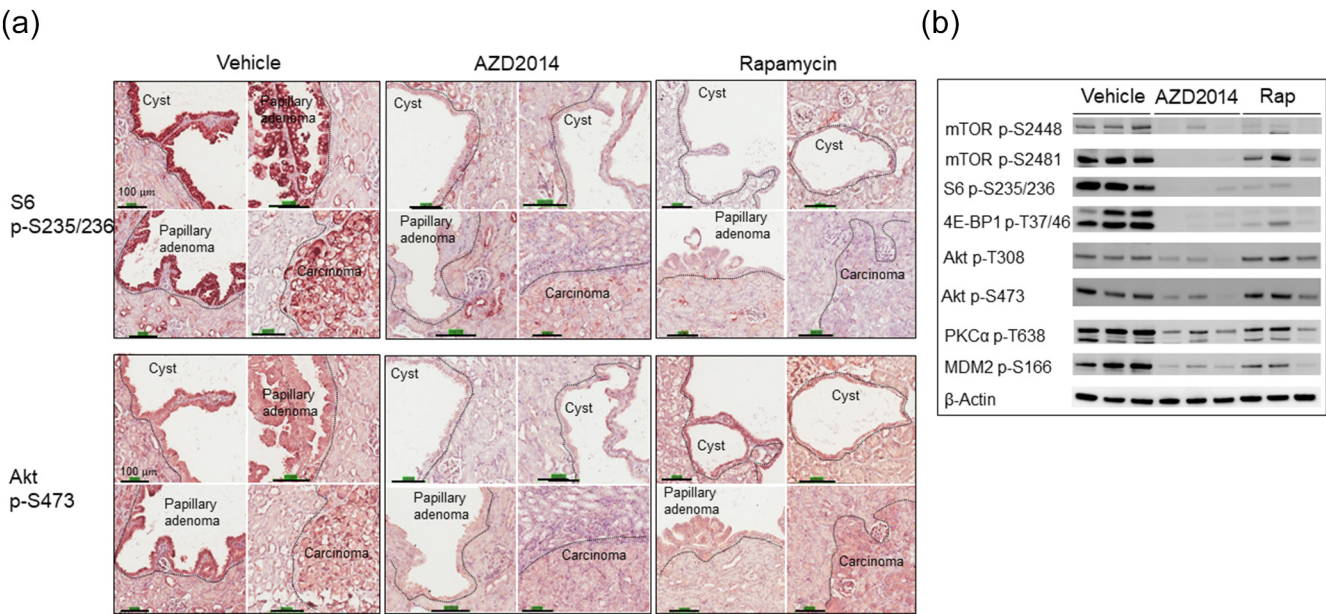 (a)
(b)
Vehicle
AZD2014
Rapamycin
S6
p-S235/236
Cyst
Papillary
adenoma
Cyst
Cyst
Cyst
100 µm
Papillary
adenoma
Carcinoma
Papillary
adenoma
Carcinoma
Papillary
adenoma
Carcinoma
Akt
p-S473
Cyst
Papillary
adenoma
Cyst
Cyst
Cyst
Cyst
100 µm
Papillary
adenoma
Carcinoma
Papillary
adenoma
Carcinoma
Papillary
adenoma
Carcinoma
Vehicle AZD2014 Rap
mTOR p-S2448
mTOR p-S2481
S6 p-S235/236
4E-BP1 p-T37/46
Akt p-T308
Akt p-S473
PKCα p-T638
MDM2 p-S166
β-Actin